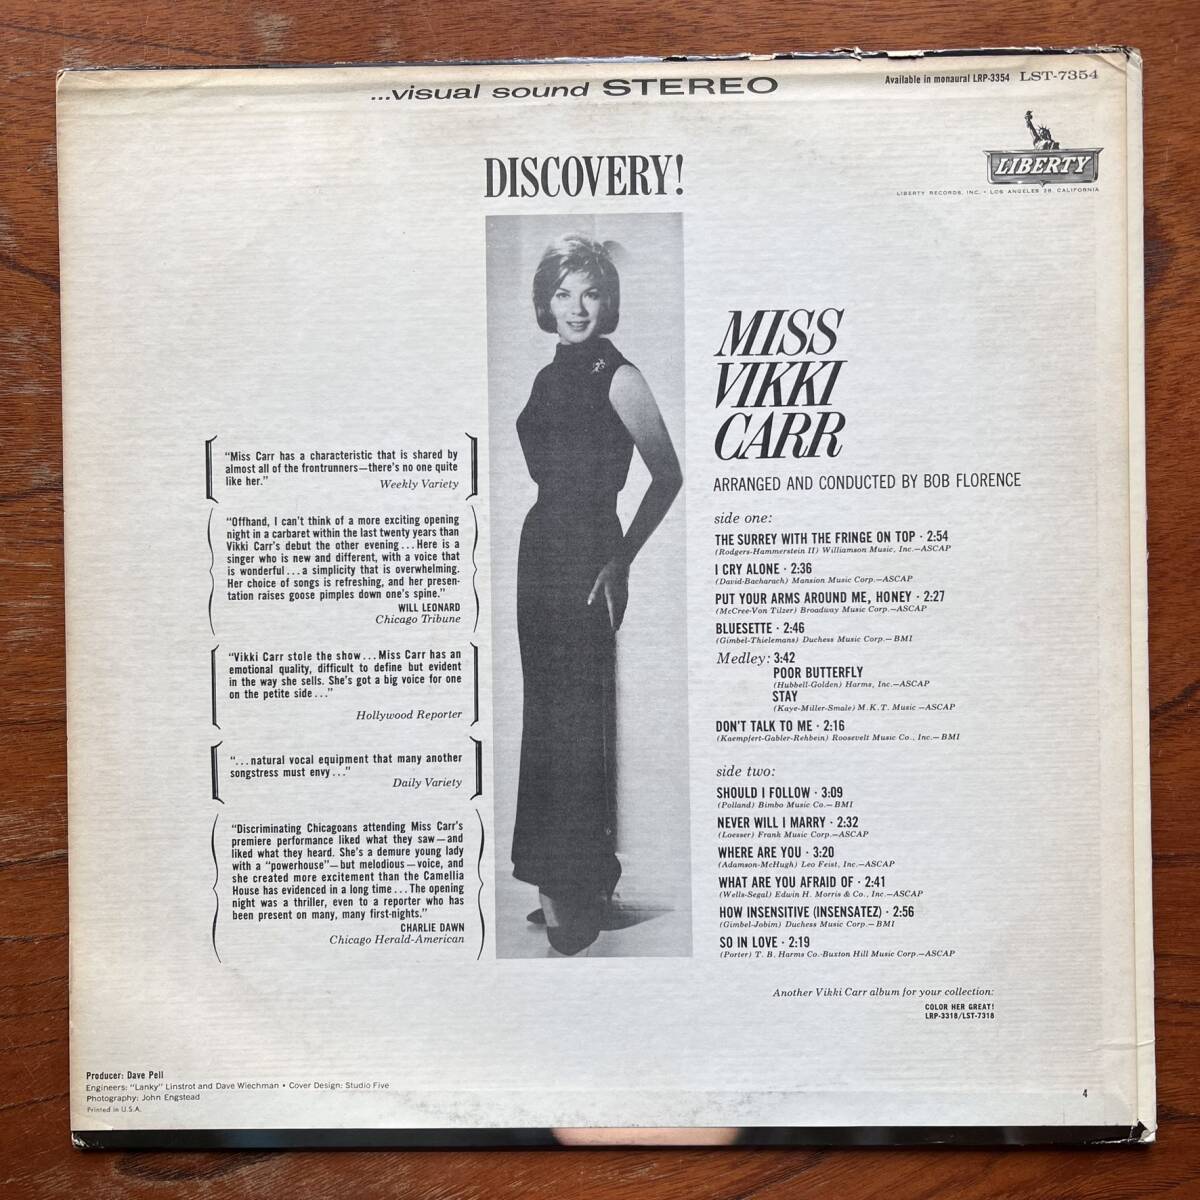 ...visual sound STEREO
Available in monaural LRP-3354 LST-7354
LIBERTY
LIBERTY RECORDS, INC. • LOS ANGELES 28, CALIFORNIA
DISCOVERY!
MISS
VIKKI
CARR
ARRANGED AND CONDUCTED BY BOB FLORENCE
"Miss Carr has a characteristic that is shared by
almost all of the frontrunners—there's no one quite
like her."
Weekly Variety
"Offhand, I can't think of a more exciting opening
night in a carbaret within the last twenty years than
Vikki Carr's debut the other evening...Here is a
singer who is new and different, with a voice that
is wonderful...a simplicity that is overwhelming.
Her choice of songs is refreshing, and her presen-
tation raises goose pimples down one's spine."
WILL LEONARD
Chicago Tribune
"Vikki Carr stole the show...Miss Carr has an
emotional quality, difficult to define but evident
in the way she sells. She's got a big voice for one
on the petite side..."
Hollywood Reporter
"...natural vocal equipment that many another
songstress must envy..."
Daily Variety
"Discriminating Chicagoans attending Miss Carr's
premiere performance liked what they saw—and
liked what they heard. She's a demure young lady
with a "powerhouse"—but melodious—voice, and
she created more excitement than the Camellia
House has evidenced in a long time...The opening
night was a thriller, even to a reporter who has
been present on many, many first-nights."
CHARLIE DAWN
Chicago Herald-American
side one:
THE SURREY WITH THE FRINGE ON TOP · 2:54
(Rodgers-Hammerstein II) Williamson Music, Inc.—ASCAP
I CRY ALONE · 2:36
(David-Bacharach) Mansion Music Corp.—ASCAP
PUT YOUR ARMS AROUND ME, HONEY · 2:27
(McCree-Von Tilzer) Broadway Music Corp.—ASCAP
BLUESETTE · 2:46
(Gimbel-Thielemans) Duchess Music Corp.—BMI
Medley: 3:42
POOR BUTTERFLY
(Hubbell-Golden) Harms, Inc.—ASCAP
STAY
(Kaye-Miller-Smale) M.K.T. Music —ASCAP
DON'T TALK TO ME · 2:16
(Kaempfert-Gabler-Rehbein) Roosevelt Music Co., Inc.—BMI
side two:
SHOULD I FOLLOW · 3:09
(Polland) Bimbo Music Co.—BMI
NEVER WILL I MARRY · 2:32
(Loesser) Frank Music Corp.—ASCAP
WHERE ARE YOU · 3:20
(Adamson-McHugh) Leo Feist, Inc.—ASCAP
WHAT ARE YOU AFRAID OF · 2:41
(Wells-Segal) Edwin H. Morris & Co., Inc.—ASCAP
HOW INSENSITIVE (INSENSATEZ) · 2:56
(Gimbel-Jobim) Duchess Music Corp.—BMI
SO IN LOVE · 2:19
(Porter) T. B. Harms Co.-Buxton Hill Music Corp.—ASCAP
Another Vikki Carr album for your collection:
COLOR HER GREAT!
LRP-3318/LST-7318
Producer: Dave Pell
Engineers: "Lanky" Linstrot and Dave Wiechman • Cover Design: Studio Five
Photography: John Engstead
Printed in U.S.A.
4